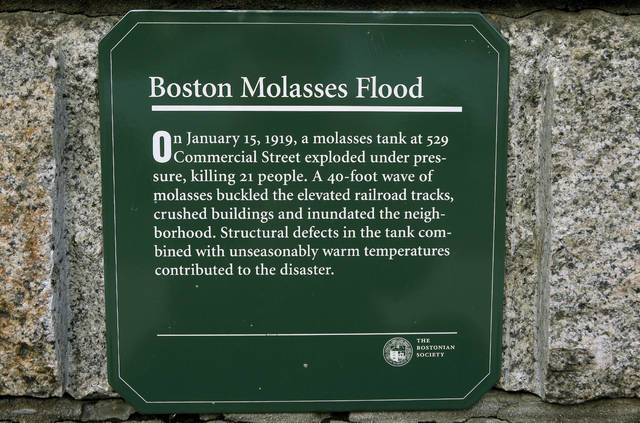 Boston Molasses Flood
On January 15, 1919, a molasses tank at 529
Commercial Street exploded under pres-
sure, killing 21 people. A 40-foot wave of
molasses buckled the elevated railroad tracks,
crushed buildings and inundated the neigh-
borhood. Structural defects in the tank com-
bined with unseasonably warm temperatures
contributed to the disaster.
THE
BOSTONIAN
SOCIETY